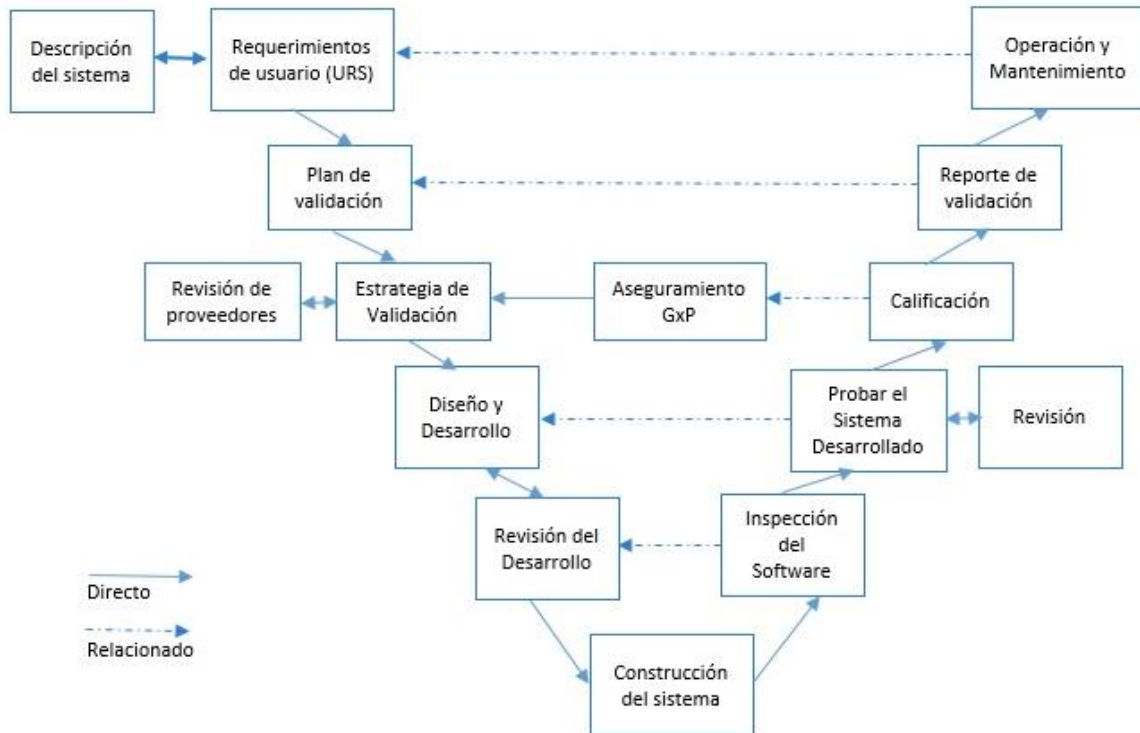 Descripción
del sistema
Requerimientos
de usuario (URS)
Operación y
Mantenimiento
Plan de
validación
Reporte de
validación
Revisión de
proveedores
Estrategia de
Validación
Aseguramiento
GxP
Calificación
Diseño y
Desarrollo
Probar el
Sistema
Desarrollado
Revisión
Revisión del
Desarrollo
Inspección
del
Software
Directo
Relacionado
Construcción
del sistema